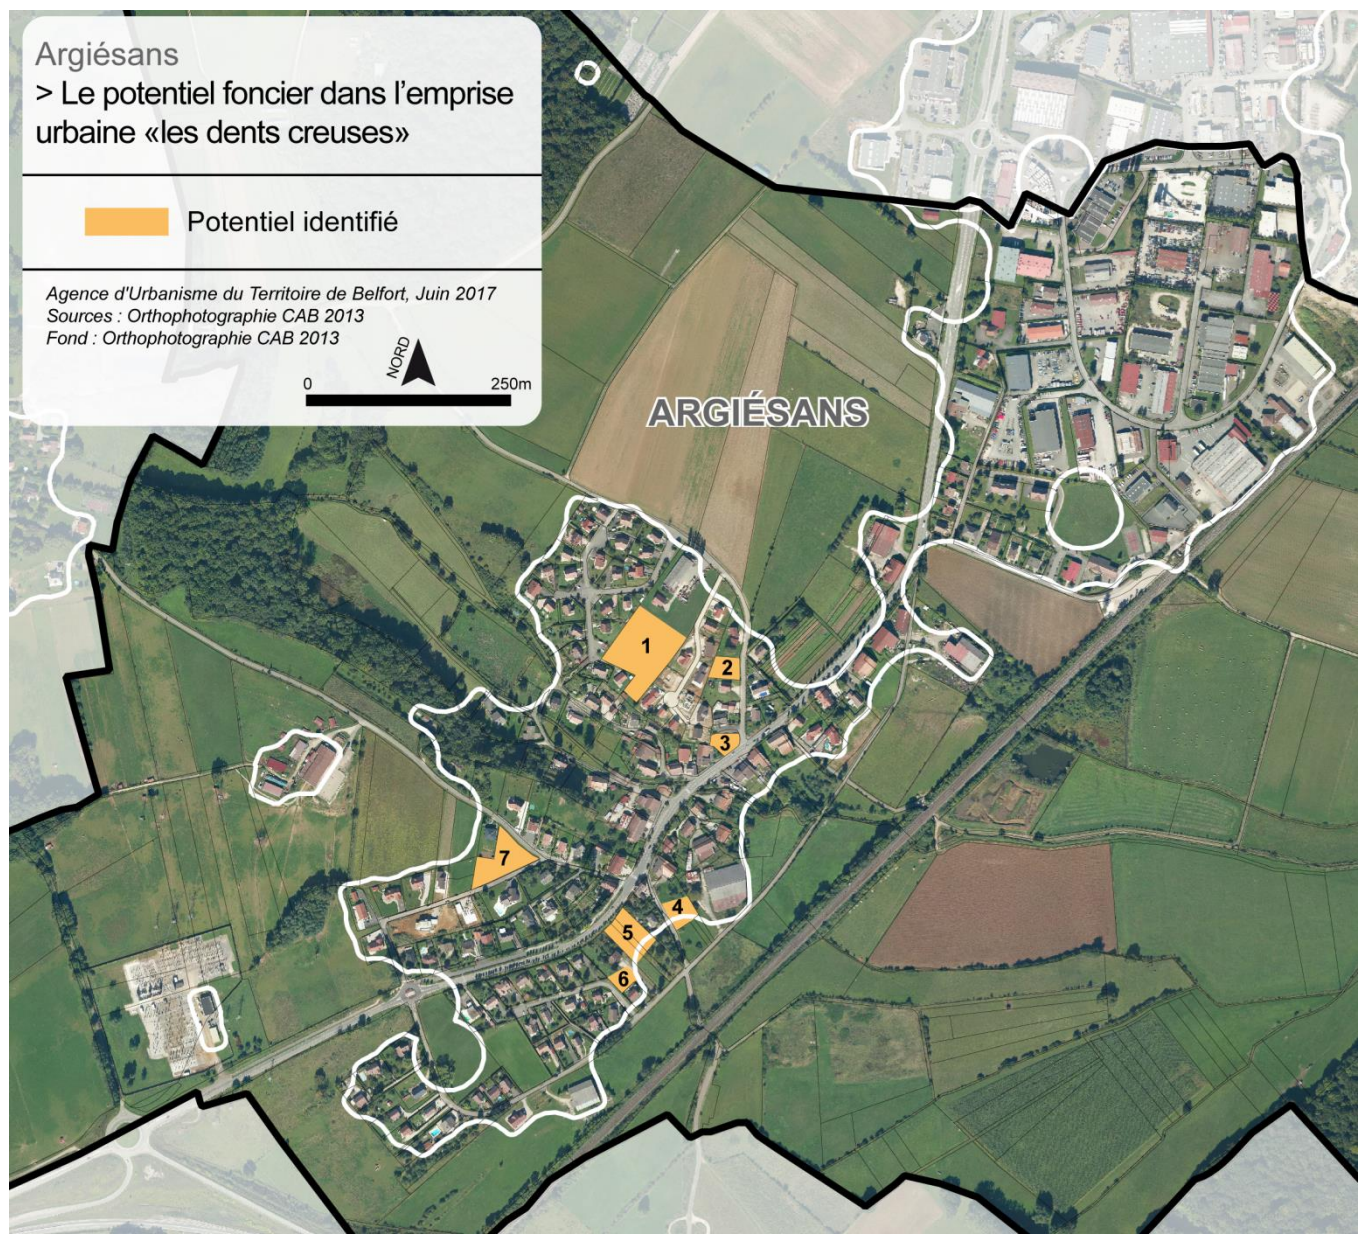 Argiésans
> Le potentiel foncier dans l’emprise
urbaine «les dents creuses»
Potentiel identifié
Agence d'Urbanisme du Territoire de Belfort, Juin 2017
Sources : Orthophotographie CAB 2013
Fond : Orthophotographie CAB 2013
NORD
0 250m
ARGIÉSANS
1
2
3
7
4
5
6